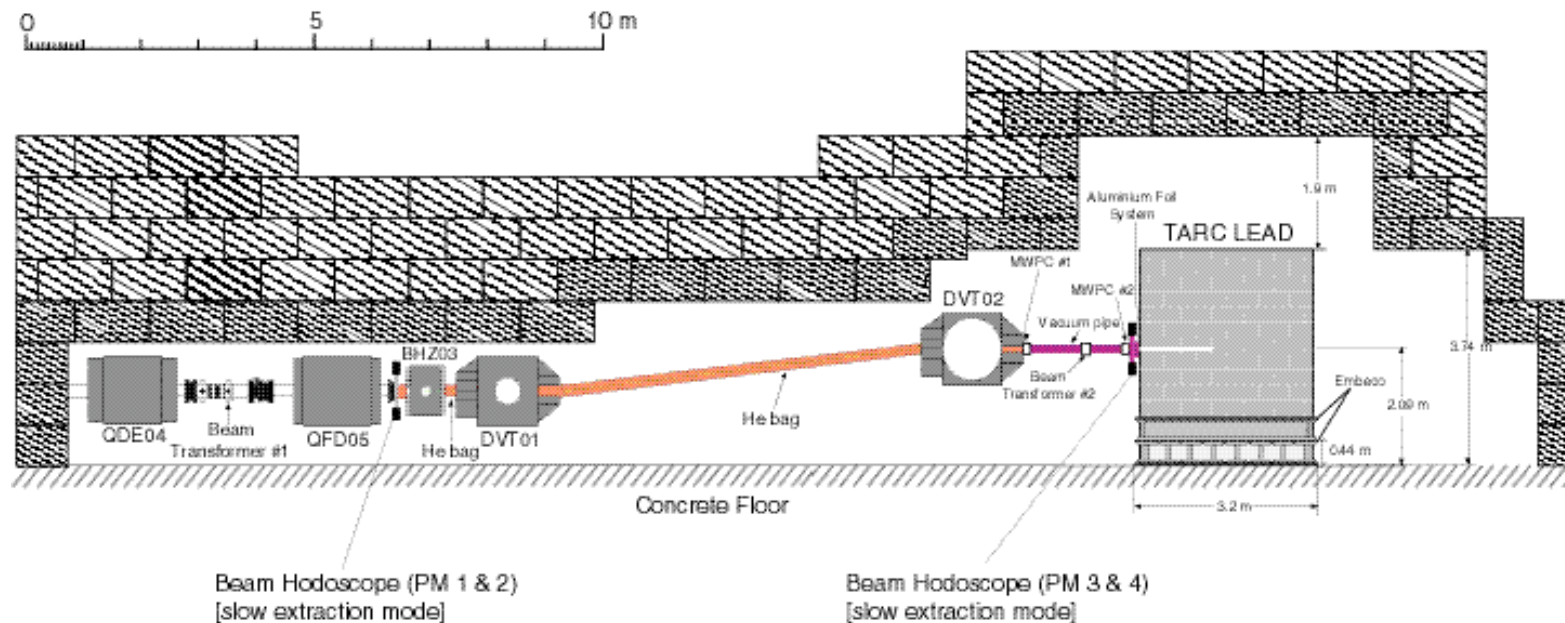 0 5 10 m
1.9 m
Aluminium Foil
System
TARC LEAD
MWPC #1
MWPC #2
DVT02
Vacuum pipe
BHZ03
3.74 m
Embeco
Beam
Transformer #2
2.09 m
He bag
QDE04
Beam
Transformer #1
QFD05
He bag
DVT01
0.44 m
Concrete Floor
3.2 m
Beam Hodoscope (PM 1 & 2)
[slow extraction mode]
Beam Hodoscope (PM 3 & 4)
[slow extraction mode]